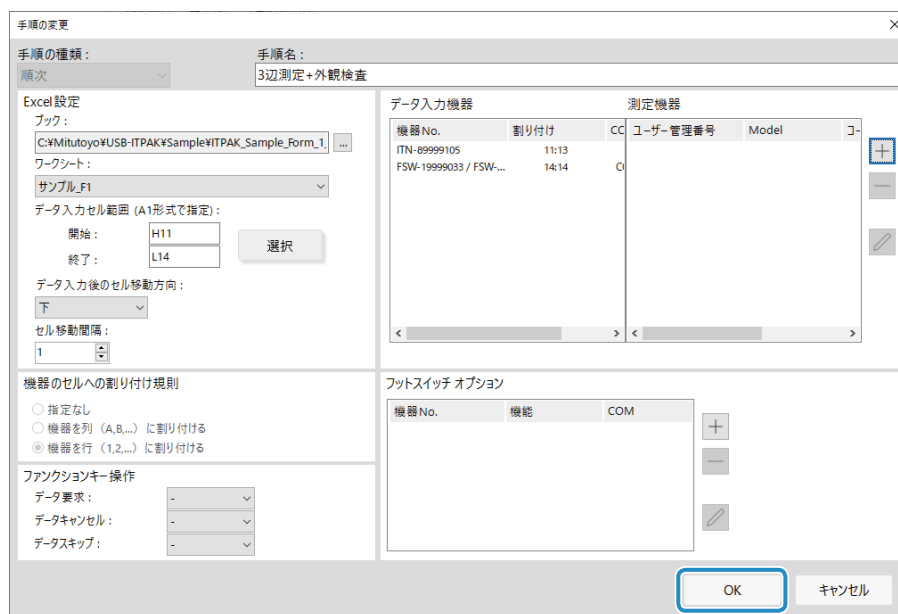 手順の変更
手順の種類：
手順名：
順次
3辺測定+外観検査
Excel設定
ブック：
C:¥Mitutoyo¥USB-ITPAK¥Sample¥ITPAK_Sample_Form_1_
...
ワークシート：
サンプル_F1
データ入力セル範囲 (A1形式で指定)：
開始：
H11
終了：
L14
選択
データ入力後のセル移動方向：
下
セル移動間隔：
1
機器のセルへの割り付け規則
指定なし
機器を列 （A,B,...） に割り付ける
機器を行 （1,2,...） に割り付ける
ファンクションキー操作
データ要求：
-
データキャンセル：
-
データスキップ：
-
データ入力機器
測定機器
機器No. 割り付け CC
ユーザー管理番号 Model コ-
ITN-89999105 11:13
FSW-19999033 / FSW-... 14:14 C
フットスイッチ オプション
機器No. 機能 COM
OK
キャンセル